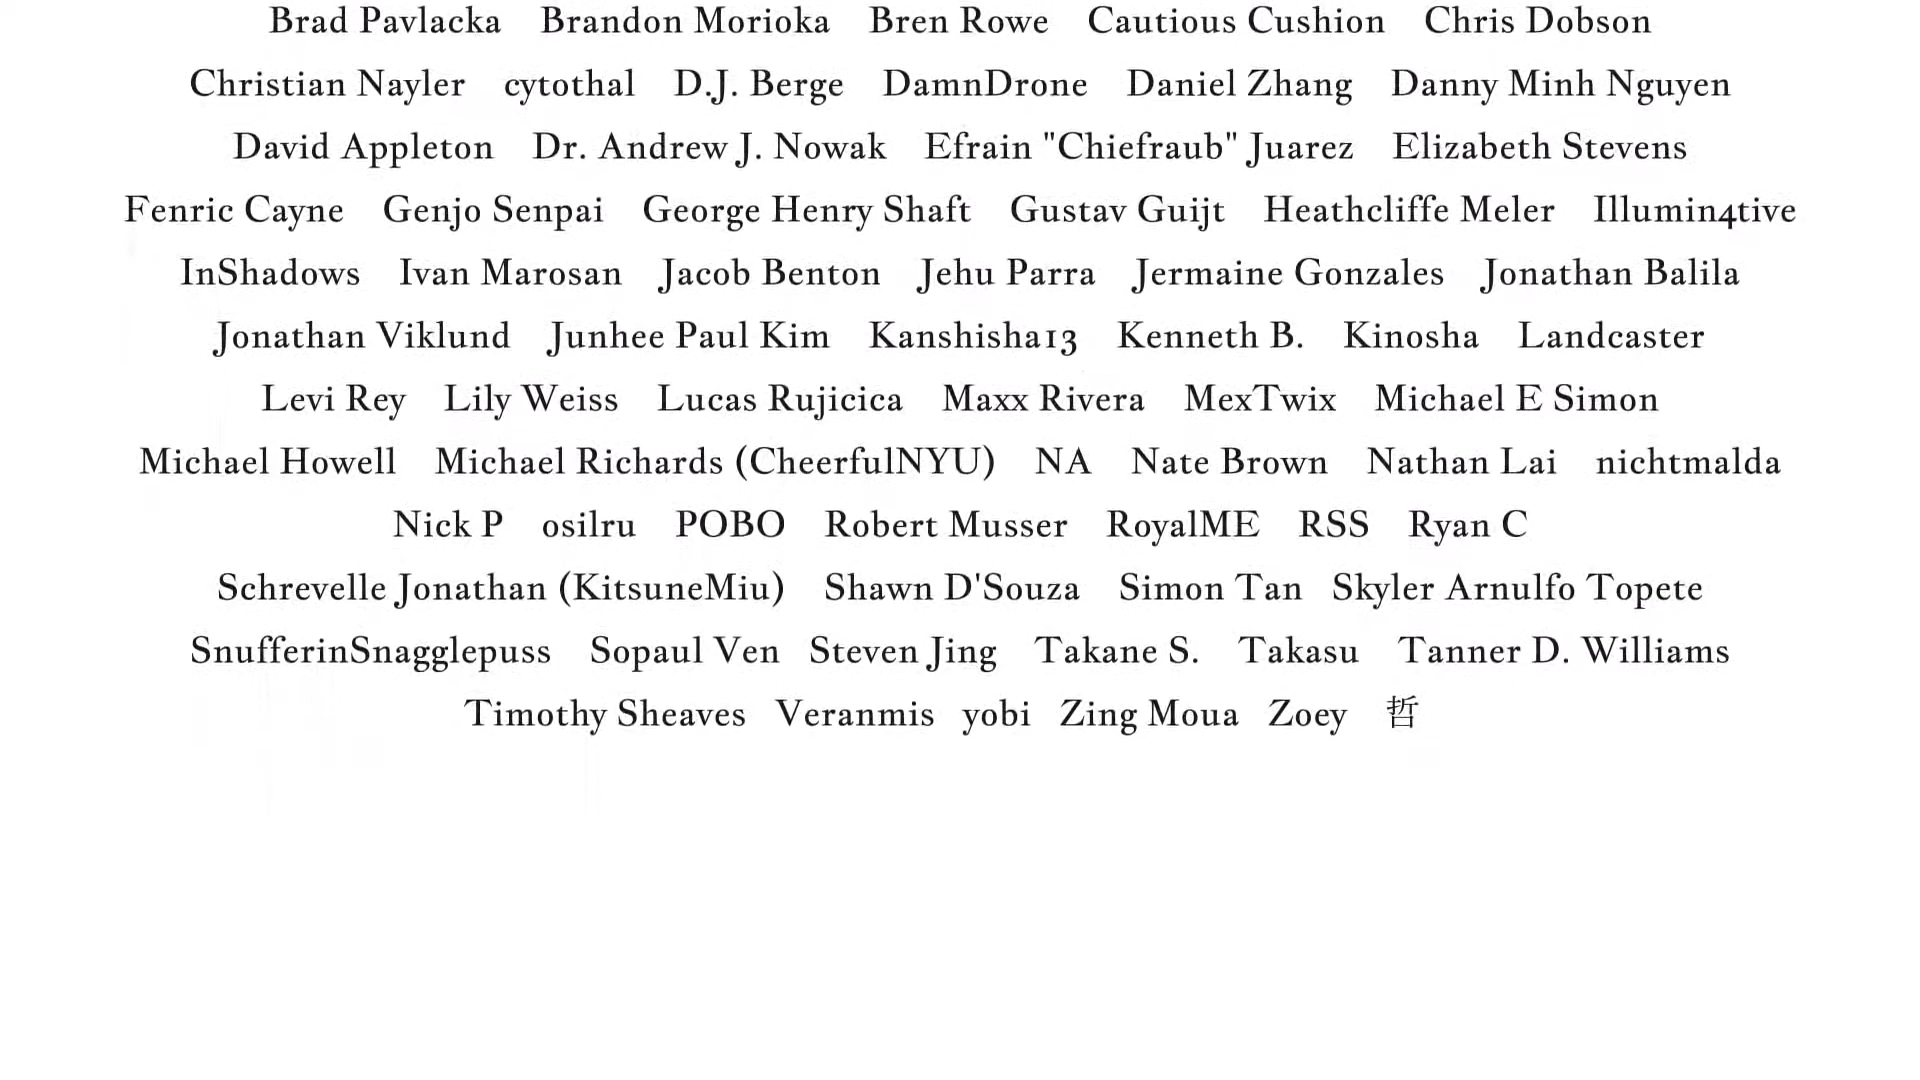 Brad Pavlacka Brandon Morioka Bren Rowe Cautious Cushion Chris Dobson
Christian Nayler cytothal D.J. Berge DamnDrone Daniel Zhang Danny Minh Nguyen
David Appleton Dr. Andrew J. Nowak Efrain "Chiefraub" Juarez Elizabeth Stevens
Fenric Cayne Genjo Senpai George Henry Shaft Gustav Guijt Heathcliffe Meler Illumin4tive
InShadows Ivan Marosan Jacob Benton Jehu Parra Jermaine Gonzales Jonathan Balila
Jonathan Viklund Junhee Paul Kim Kanshisha13 Kenneth B. Kinosha Landcaster
Levi Rey Lily Weiss Lucas Rujicica Maxx Rivera MexTwix Michael E Simon
Michael Howell Michael Richards (CheerfulNYU) NA Nate Brown Nathan Lai nichtmalda
Nick P osilru POBO Robert Musser RoyalME RSS Ryan C
Schrevelle Jonathan (KitsuneMiu) Shawn D'Souza Simon Tan Skyler Arnulfo Topete
SnufferinSnagglepuss Sopaul Ven Steven Jing Takane S. Takasu Tanner D. Williams
Timothy Sheaves Veranmis yobi Zing Moua Zoey 哲